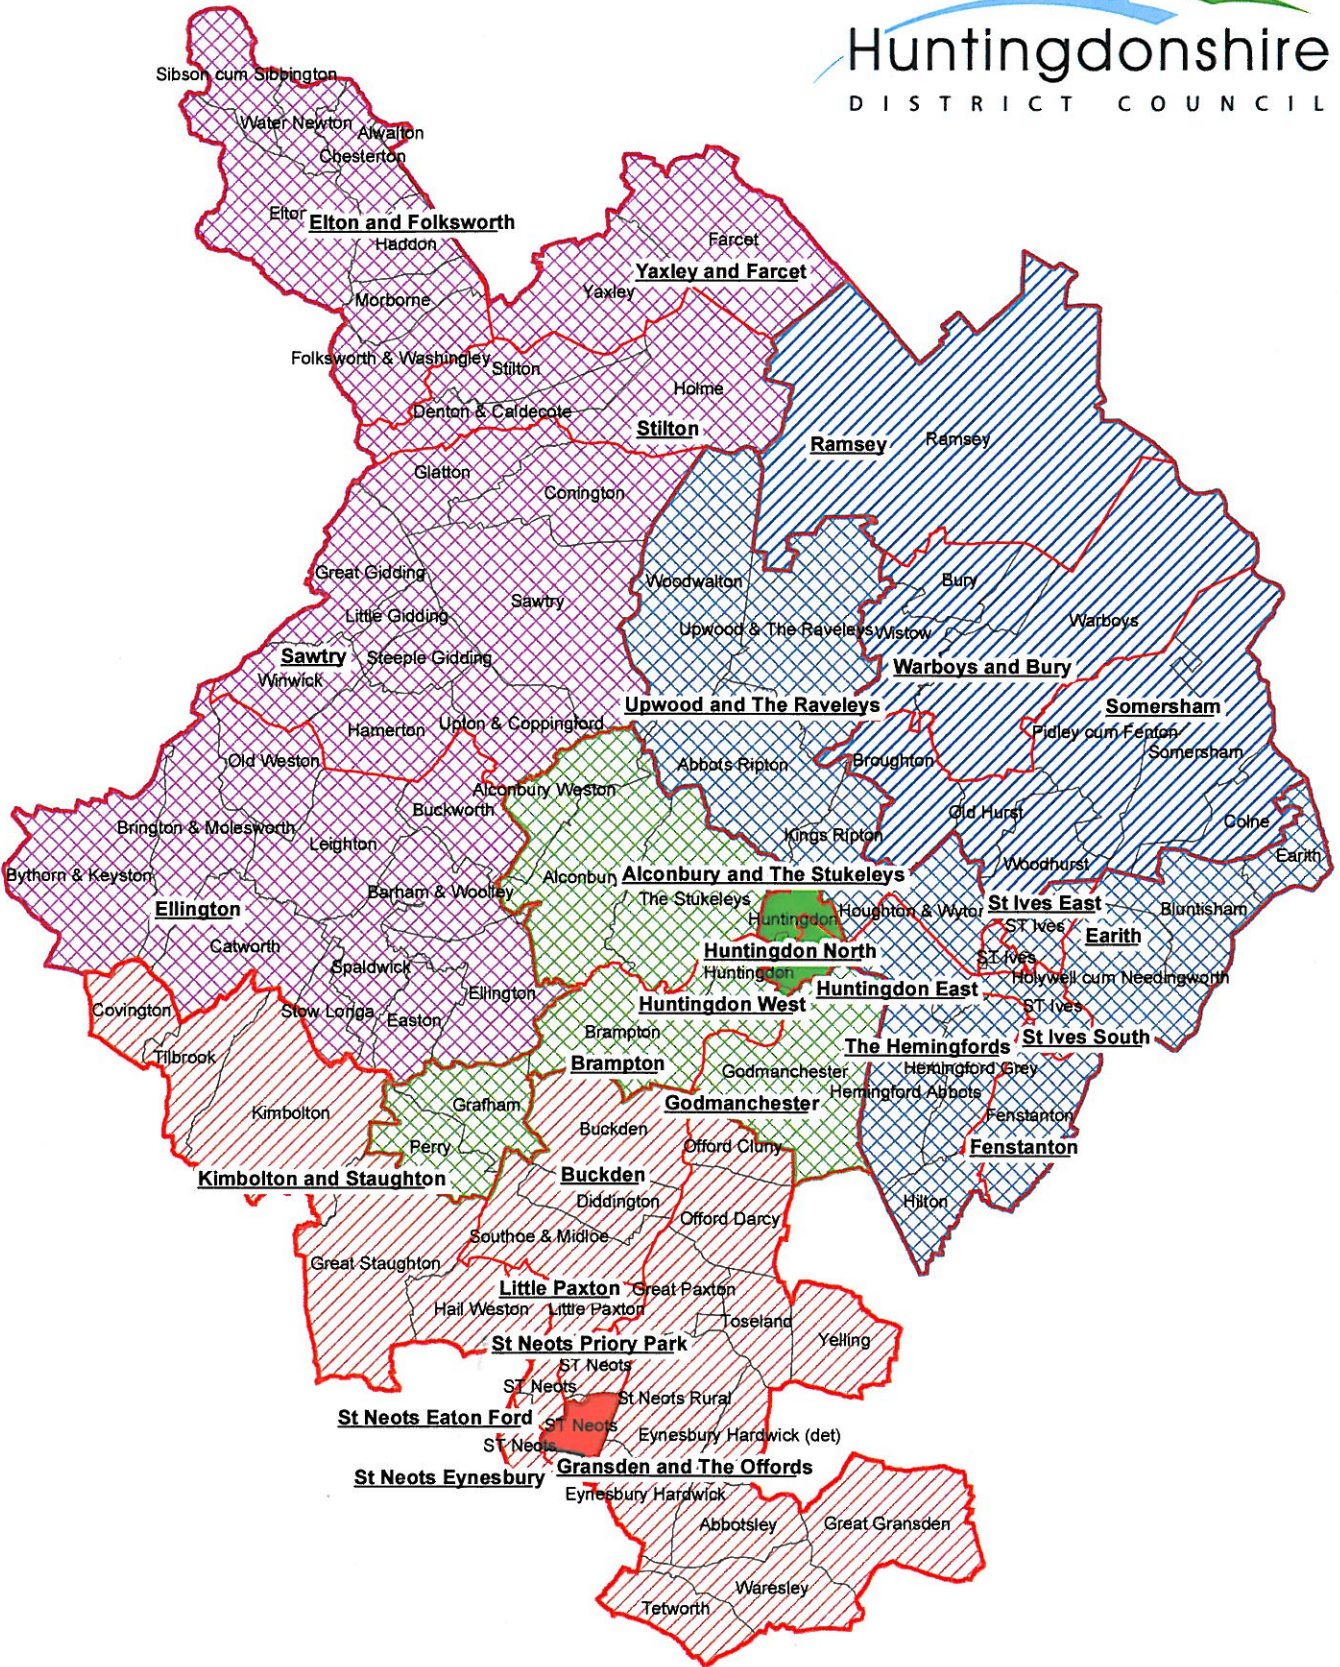 Huntingdonshire
DISTRICT COUNCIL
Sibson cum Sibbington
Water Newton
Alwalton
Chesterton
Elton and Folksworth
Haddon
Farcet
Yaxley and Farcet
Yaxley
Morborne
Folksworth & Washingley
Stilton
Holme
Denton & Caldecote
Stilton
Ramsey
Ramsey
Glatton
Conington
Great Gidding
Woodwalton
Bury
Sawtry
Little Gidding
Warboys
Upwood & The Raveleys
Wistow
Sawtry
Steeple Gidding
Warboys and Bury
Winwick
Upwood and The Raveleys
Somersham
Upton & Coppingford
Hamerton
Pidley cum Fenton
Somersham
Old Weston
Abbots Ripton
Broughton
Alconbury Weston
Buckworth
Old Hurst
Colne
Brington & Molesworth
Kings Ripton
Leighton
Earith
Woodhurst
Bythorn & Keyston
Alconbury
Alconbury and The Stukeleys
Barham & Woolley
The Stukeleys
St Ives East
Ellington
Houghton & Wyton
Bluntisham
Huntingdon
ST Ives
Earith
Catworth
Huntingdon North
ST Ives
Spaldwick
Huntingdon
Holywell cum Needingworth
Huntingdon East
Ellington
Huntingdon West
ST Ives
Covington
Stow Longa
Easton
Brampton
St Ives South
The Hemingfords
Tilbrook
Brampton
Hemingford Grey
Godmanchester
Hemingford Abbots
Grafham
Godmanchester
Kimbolton
Fenstanton
Buckden
Perry
Offord Cluny
Fenstanton
Kimbolton and Staughton
Buckden
Diddington
Hilton
Offord Darcy
Southoe & Midloe
Great Staughton
Little Paxton
Great Paxton
Hail Weston
Little Paxton
Toseland
Yelling
St Neots Priory Park
ST Neots
ST Neots
St Neots Rural
St Neots Eaton Ford
ST Neots
Eynesbury Hardwick (det)
ST Neots
Gransden and The Offords
St Neots Eynesbury
Eynesbury Hardwick
Abbotsley
Great Gransden
Waresley
Tetworth